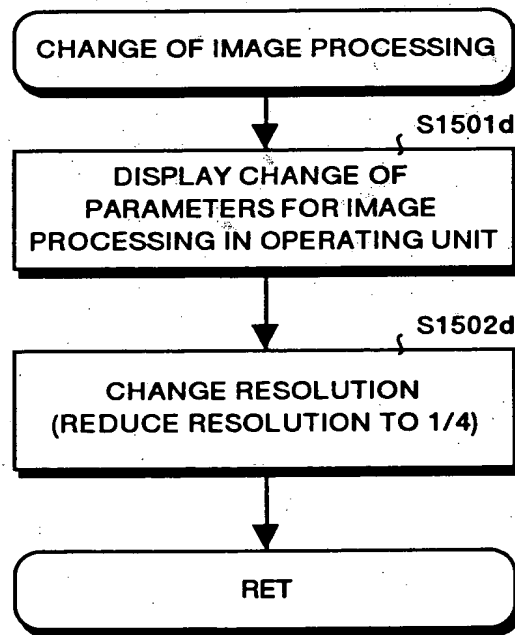 CHANGE OF IMAGE PROCESSING
S1501d
DISPLAY CHANGE OF
PARAMETERS FOR IMAGE
PROCESSING IN OPERATING UNIT
S1502d
CHANGE RESOLUTION
(REDUCE RESOLUTION TO 1/4)
RET